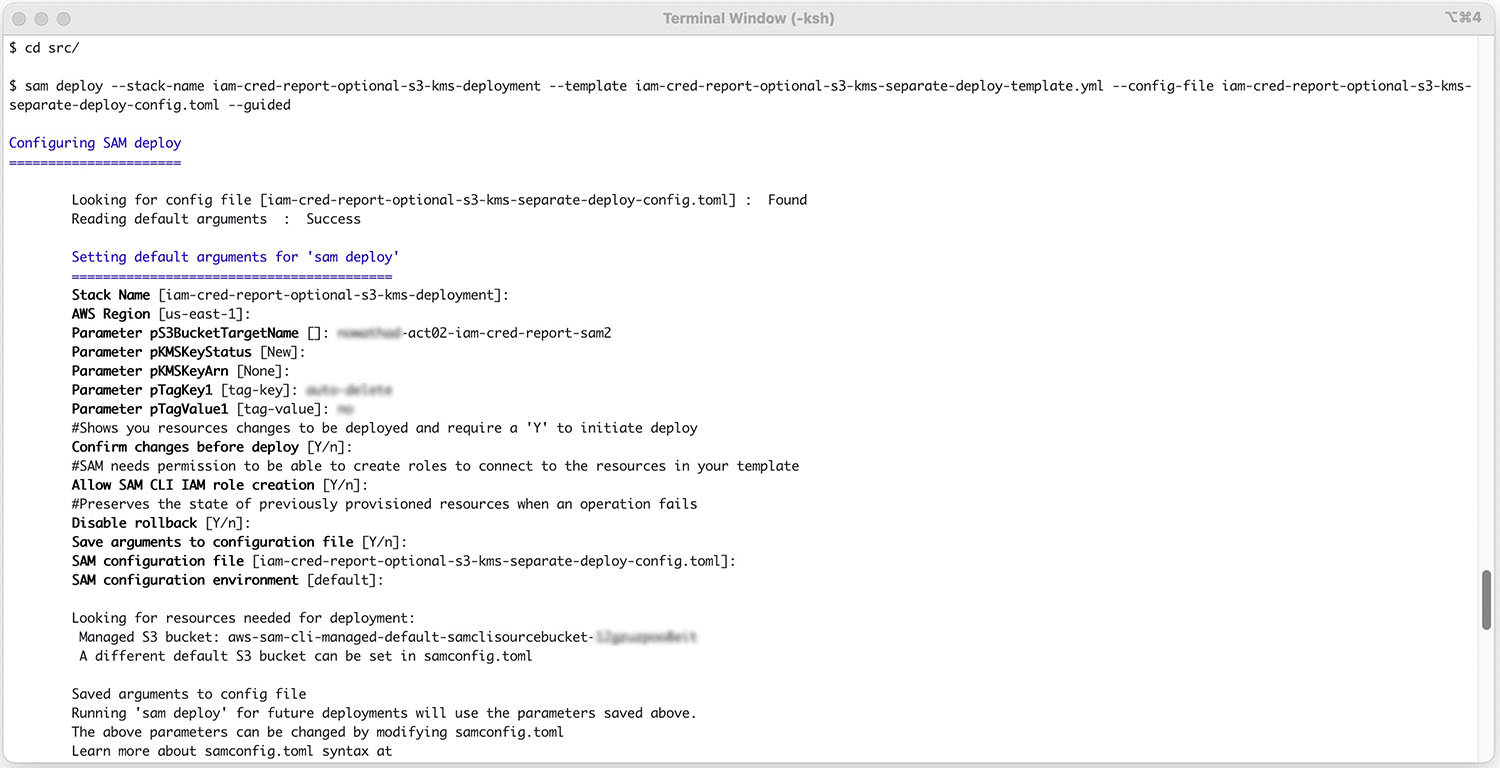 Terminal Window (-ksh)
⌥⌘4
$ cd src/
$ sam deploy --stack-name iam-cred-report-optional-s3-kms-deployment --template iam-cred-report-optional-s3-kms-separate-deploy-template.yml --config-file iam-cred-report-optional-s3-kms-
separate-deploy-config.toml --guided
Configuring SAM deploy
======================
Looking for config file [iam-cred-report-optional-s3-kms-separate-deploy-config.toml] :  Found
Reading default arguments  :  Success
Setting default arguments for 'sam deploy'
=========================================
Stack Name [iam-cred-report-optional-s3-kms-deployment]:
AWS Region [us-east-1]:
Parameter pS3BucketTargetName []: -act02-iam-cred-report-sam2
Parameter pKMSKeyStatus [New]:
Parameter pKMSKeyArn [None]:
Parameter pTagKey1 [tag-key]: auto-delete
Parameter pTagValue1 [tag-value]: no
#Shows you resources changes to be deployed and require a 'Y' to initiate deploy
Confirm changes before deploy [Y/n]:
#SAM needs permission to be able to create roles to connect to the resources in your template
Allow SAM CLI IAM role creation [Y/n]:
#Preserves the state of previously provisioned resources when an operation fails
Disable rollback [Y/n]:
Save arguments to configuration file [Y/n]:
SAM configuration file [iam-cred-report-optional-s3-kms-separate-deploy-config.toml]:
SAM configuration environment [default]:
Looking for resources needed for deployment:
Managed S3 bucket: aws-sam-cli-managed-default-samclisourcebucket-
A different default S3 bucket can be set in samconfig.toml
Saved arguments to config file
Running 'sam deploy' for future deployments will use the parameters saved above.
The above parameters can be changed by modifying samconfig.toml
Learn more about samconfig.toml syntax at